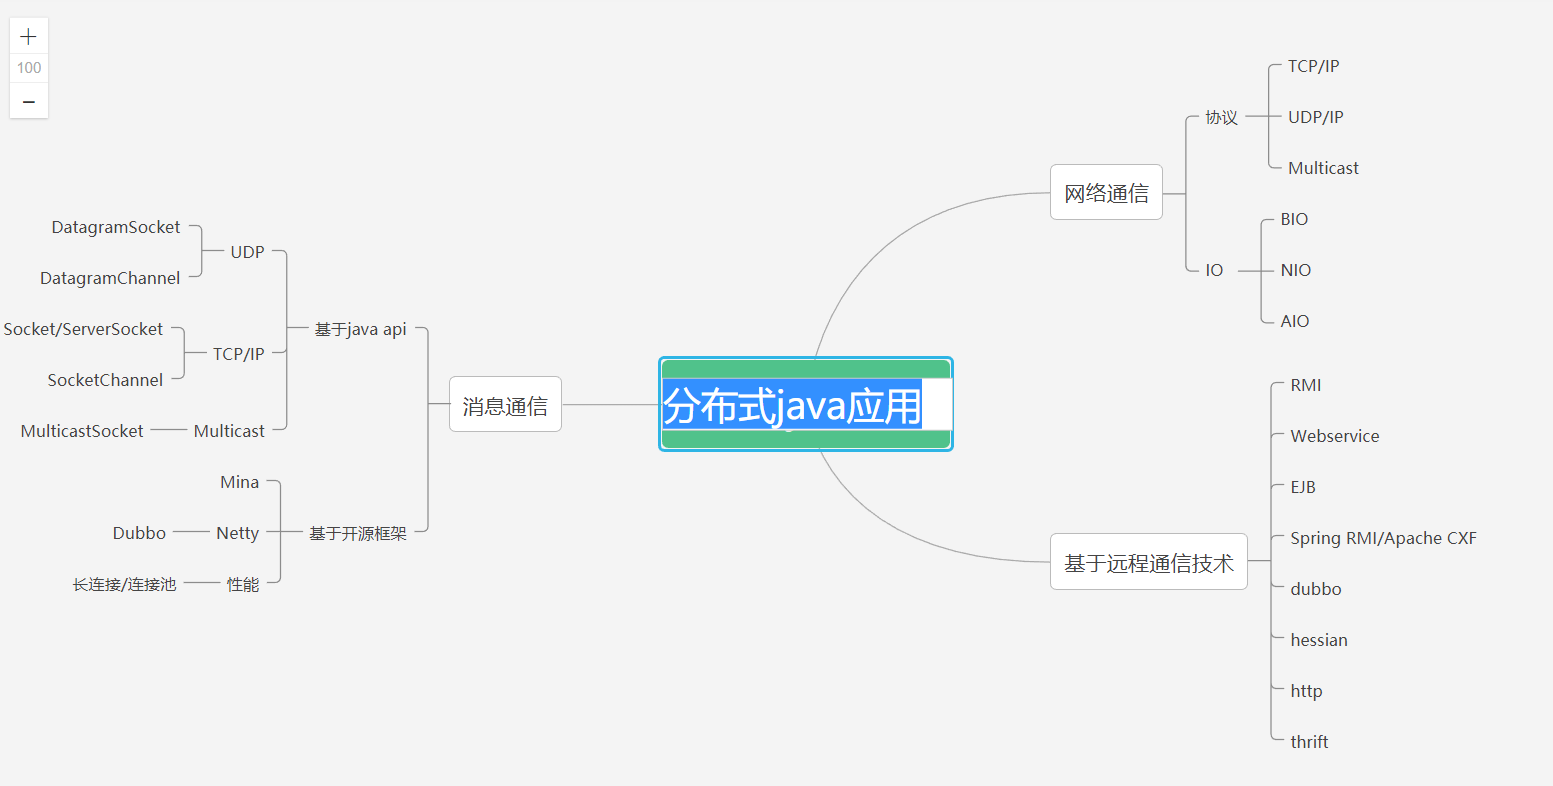 100
分布式java应用
网络通信
协议
TCP/IP
UDP/IP
Multicast
IO
BIO
NIO
AIO
基于远程通信技术
RMI
Webservice
EJB
Spring RMI/Apache CXF
dubbo
hessian
http
thrift
消息通信
基于java api
UDP
DatagramSocket
DatagramChannel
TCP/IP
Socket/ServerSocket
SocketChannel
Multicast
MulticastSocket
基于开源框架
Mina
Netty
Dubbo
性能
长连接/连接池